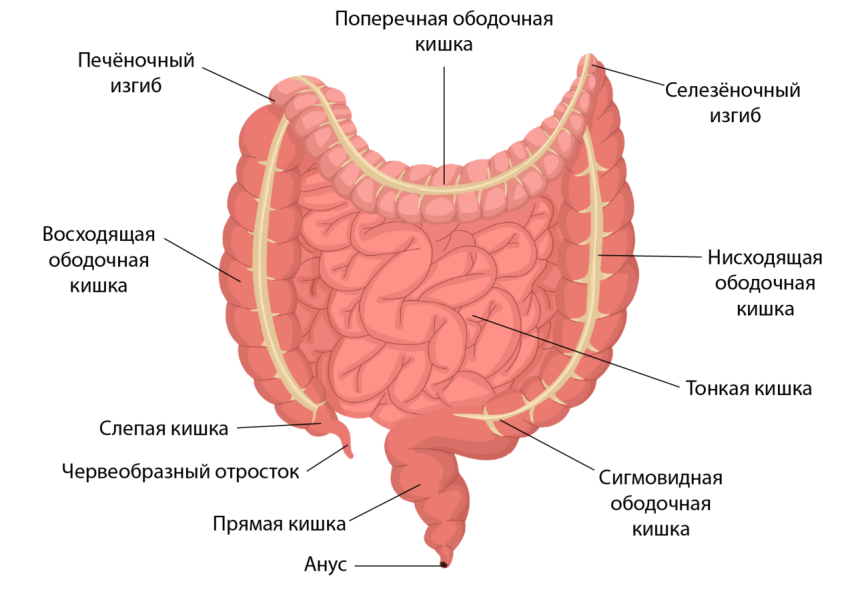 Поперечная ободочная
кишка
Печёночный
изгиб
Селезёночный
изгиб
Восходящая
ободочная
кишка
Нисходящая
ободочная
кишка
Тонкая кишка
Слепая кишка
Червеобразный отросток
Сигмовидная
ободочная
кишка
Прямая кишка
Анус